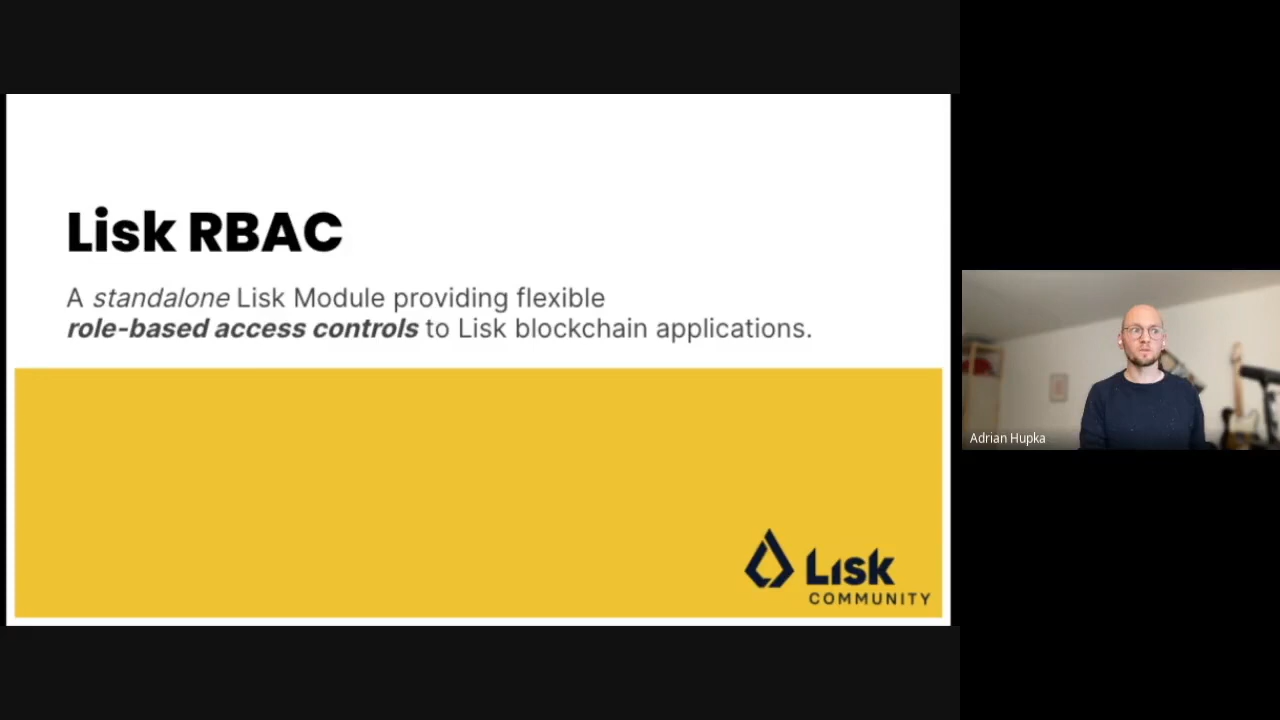 Lisk RBAC
A standalone Lisk Module providing flexible
role-based access controls to Lisk blockchain applications.
Lisk
COMMUNITY
Adrian Hupka